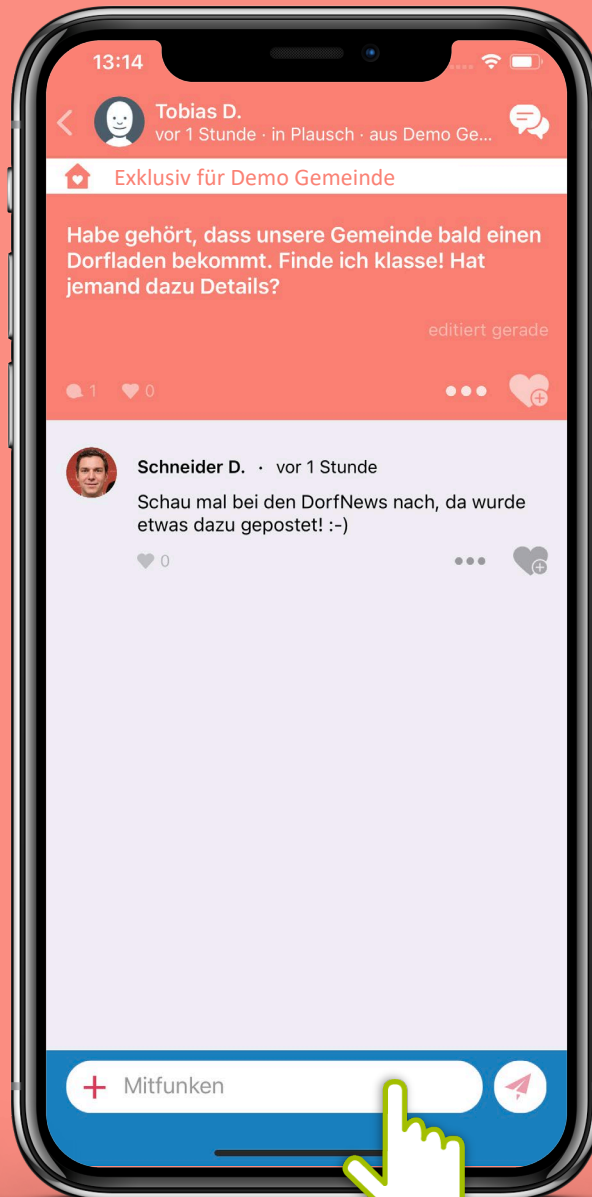 13:14
Tobias D.
vor 1 Stunde · in Plausch · aus Demo Ge...
Exklusiv für Demo Gemeinde
Habe gehört, dass unsere Gemeinde bald einen
Dorfladen bekommt. Finde ich klasse! Hat
jemand dazu Details?
editiert gerade
1 0
Schneider D. · vor 1 Stunde
Schau mal bei den DorfNews nach, da wurde
etwas dazu gepostet! :-)
0
Mitfunken